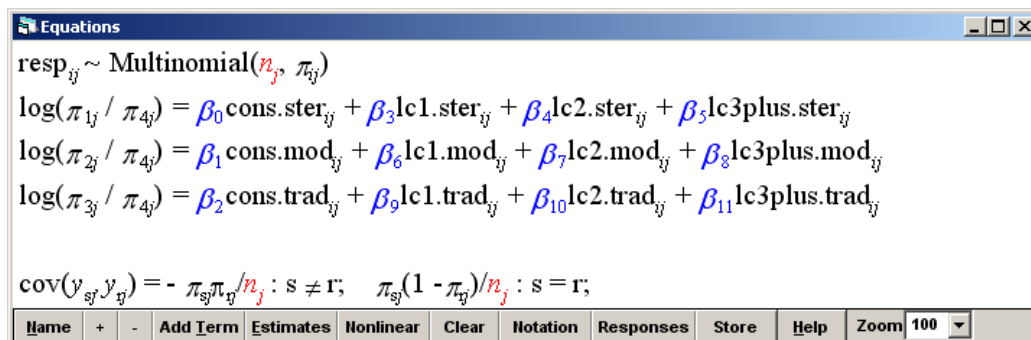 Equations
resp_ij ~ Multinomial(n_j, π_ij)
log(π_1j / π_4j) = β_0cons.ster_ij + β_3lc1.ster_ij + β_4lc2.ster_ij + β_5lc3plus.ster_ij
log(π_2j / π_4j) = β_1cons.mod_ij + β_6lc1.mod_ij + β_7lc2.mod_ij + β_8lc3plus.mod_ij
log(π_3j / π_4j) = β_2cons.trad_ij + β_9lc1.trad_ij + β_10lc2.trad_ij + β_11lc3plus.trad_ij
cov(y_sj,y_rj) = - π_sjπ_rj/n_j : s ≠ r; π_sj(1 - π_rj)/n_j : s = r;
Name + - Add Term Estimates Nonlinear Clear Notation Responses Store Help Zoom 100